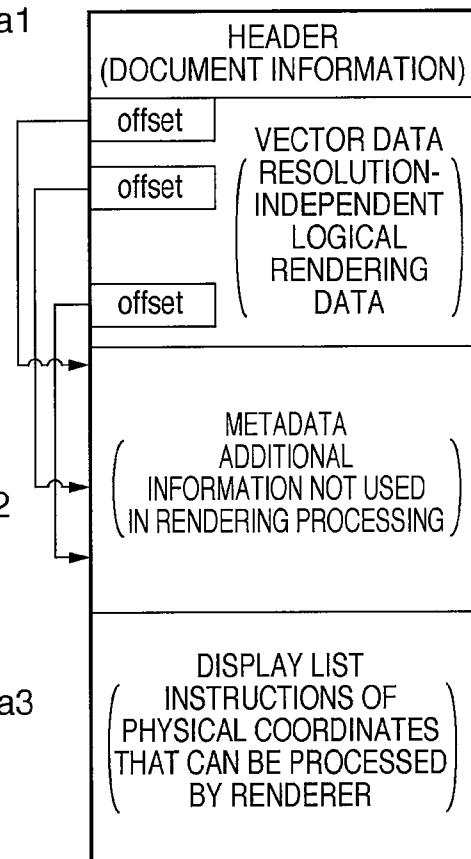 a1
HEADER
(DOCUMENT INFORMATION)
offset
offset
offset
VECTOR DATA
RESOLUTION-
INDEPENDENT
LOGICAL
RENDERING
DATA
METADATA
ADDITIONAL
INFORMATION NOT USED
IN RENDERING PROCESSING
2
a3
DISPLAY LIST
INSTRUCTIONS OF
PHYSICAL COORDINATES
THAT CAN BE PROCESSED
BY RENDERER